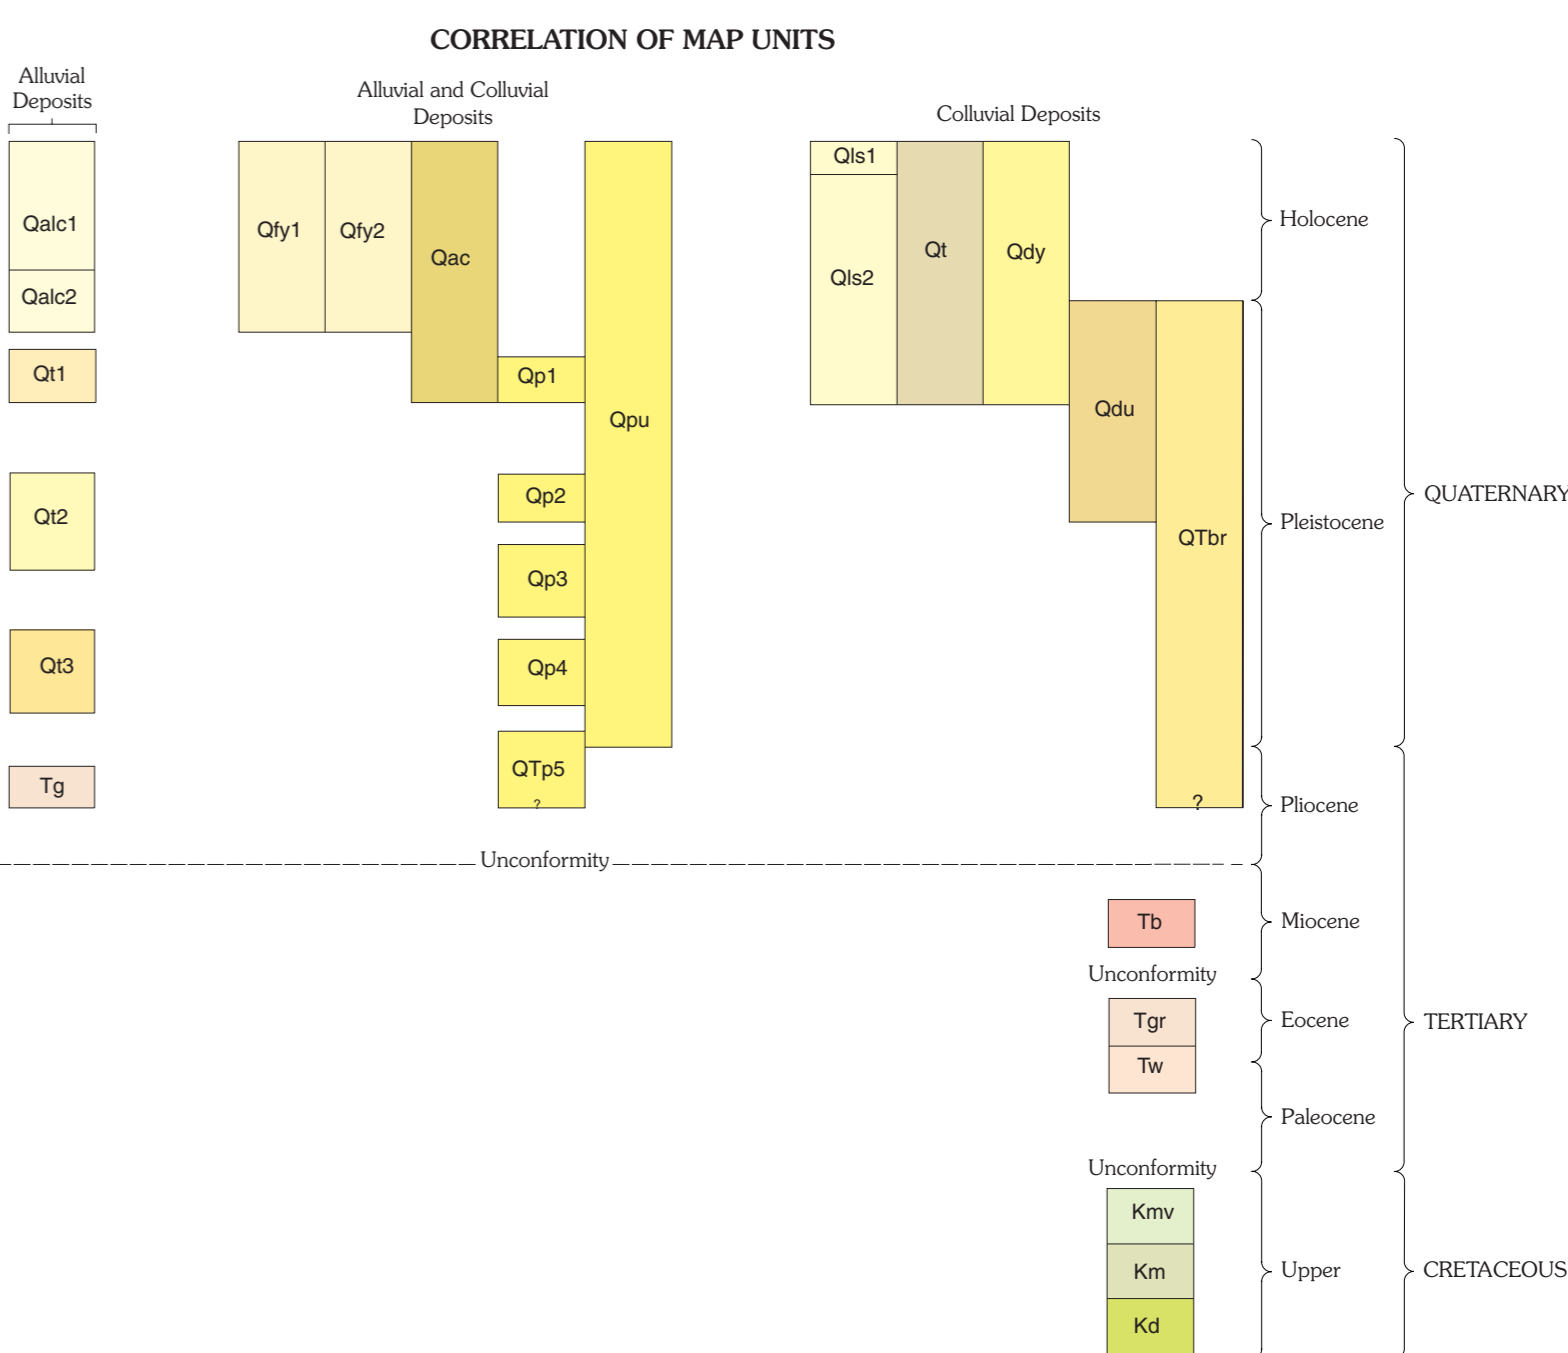 CORRELATION OF MAP UNITS
Alluvial
Deposits
Alluvial and Colluvial
Deposits
Colluvial Deposits
Qalc1
Qalc2
Qt1
Qt2
Qt3
Tg
Qfy1
Qfy2
Qac
Qp1
Qp2
Qp3
Qp4
QTp5
?
Qpu
Qls1
Qls2
Qt
Qdy
Qdu
QTbr
?
Holocene
Pleistocene
QUATERNARY
Pliocene
Unconformity
Tb
Miocene
Unconformity
Tgr
Eocene
TERTIARY
Tw
Paleocene
Unconformity
Kmv
Km
Upper
CRETACEOUS
Kd